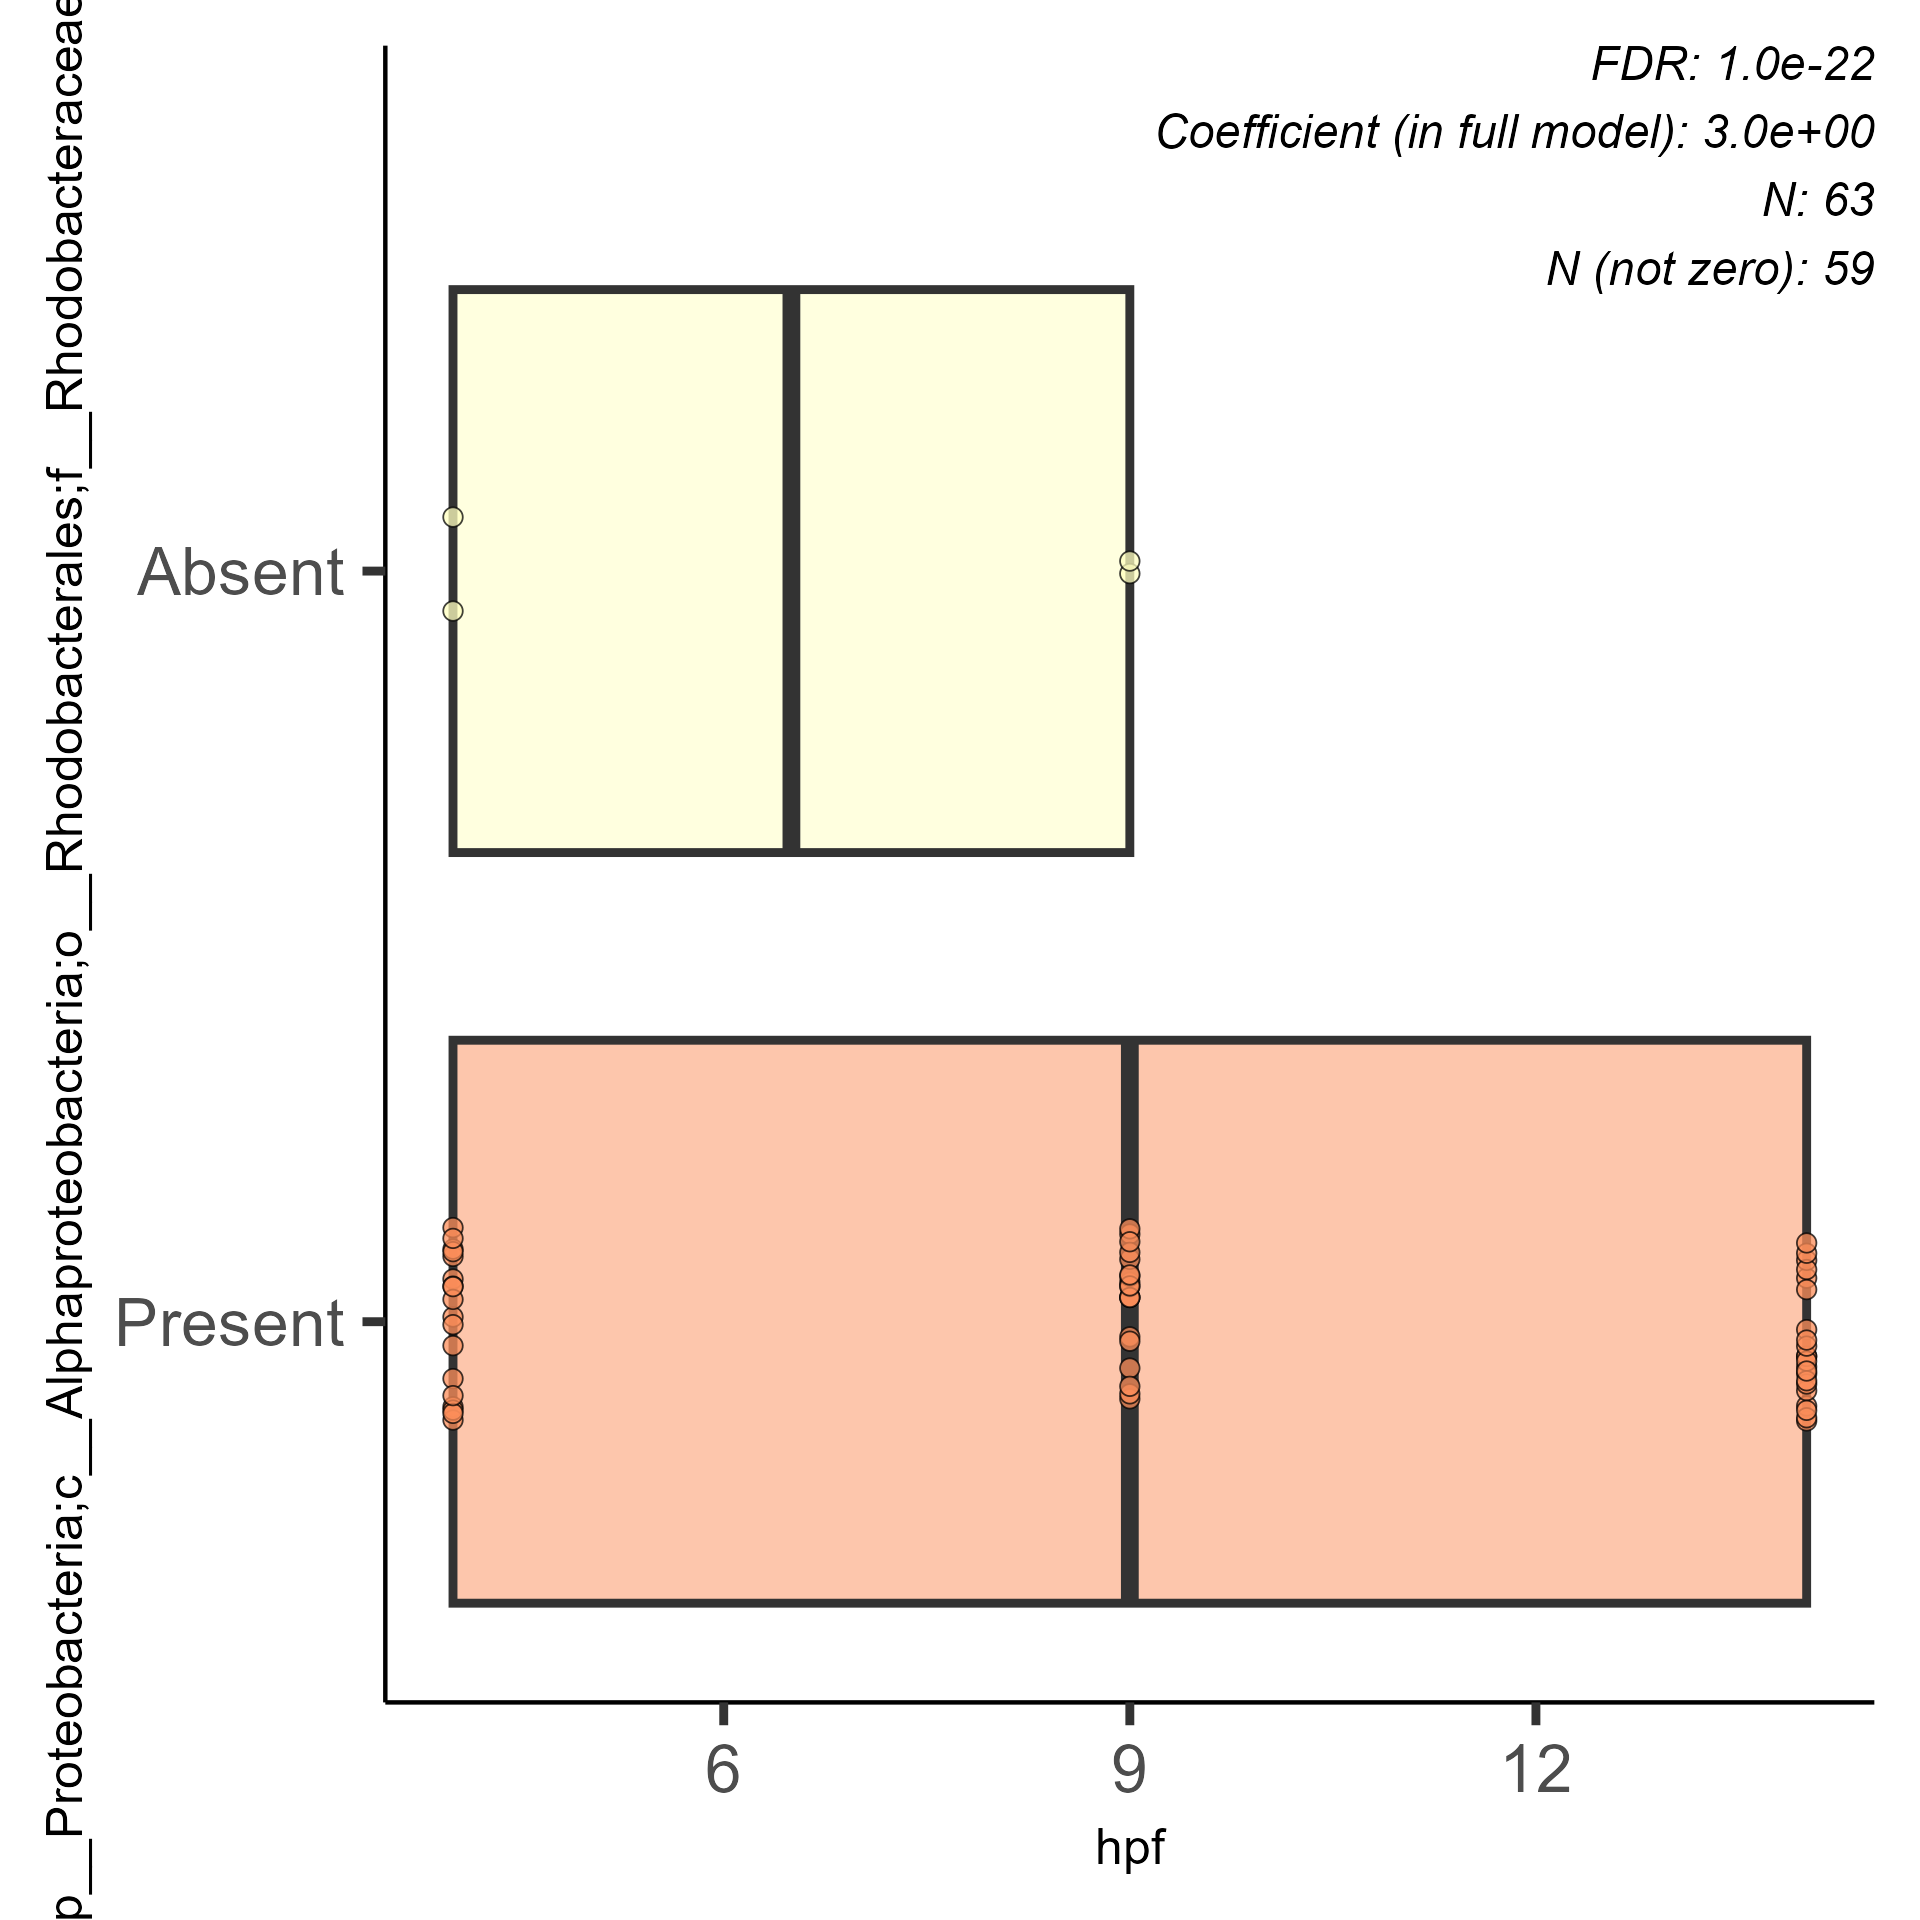 FDR: 1.0e-22
Coefficient (in full model): 3.0e+00
N: 63
N (not zero): 59
p__Proteobacteria;c__Alphaproteobacteria;o__Rhodobacterales;f__Rhodobacteraceae
Absent
Present
6 9 12
hpf